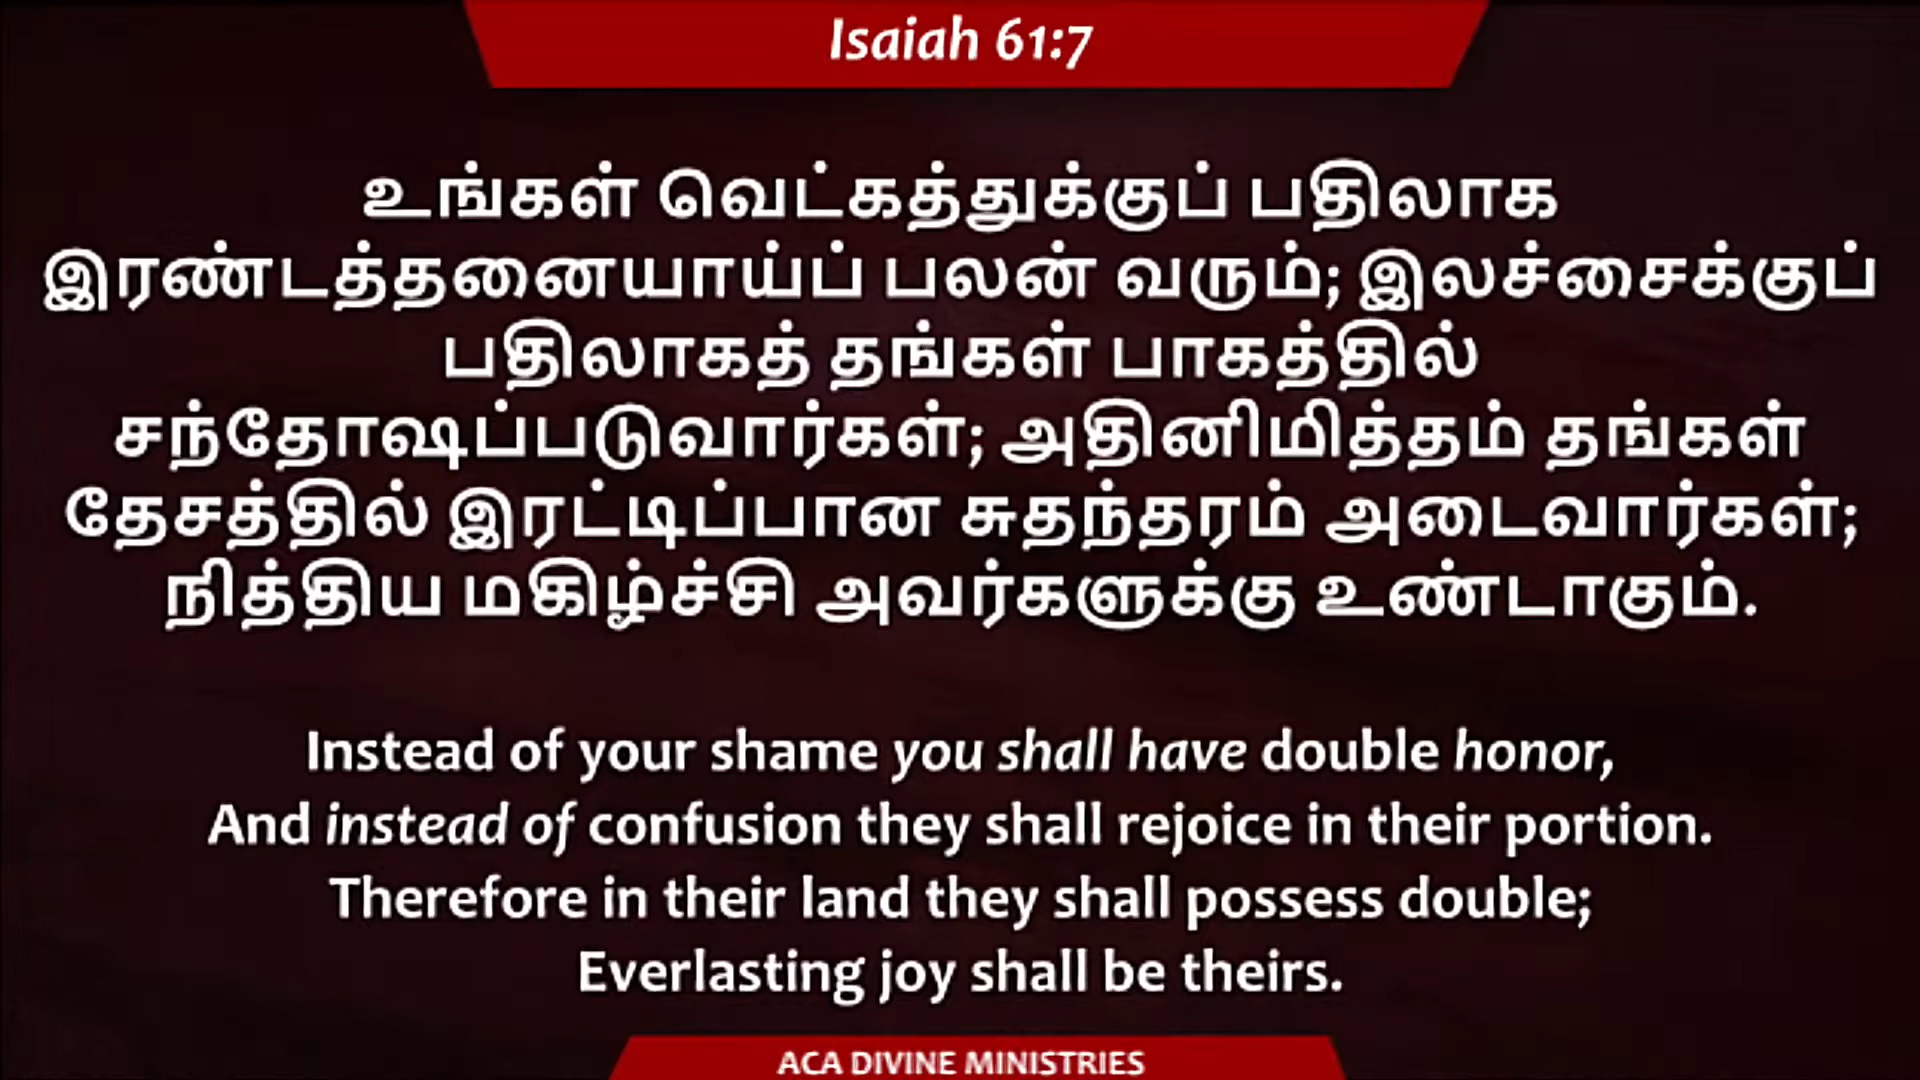 Isaiah 61:7
உங்கள் வெட்கத்துக்குப் பதிலாக
இரண்டத்தனையாய்ப் பலன் வரும்; இலச்சைக்குப்
பதிலாகத் தங்கள் பாகத்தில்
சந்தோஷப்படுவார்கள்; அதினிமித்தம் தங்கள்
தேசத்தில் இரட்டிப்பான சுதந்தரம் அடைவார்கள்;
நித்திய மகிழ்ச்சி அவர்களுக்கு உண்டாகும்.
Instead of your shame you shall have double honor,
And instead of confusion they shall rejoice in their portion.
Therefore in their land they shall possess double;
Everlasting joy shall be theirs.
ACA DIVINE MINISTRIES